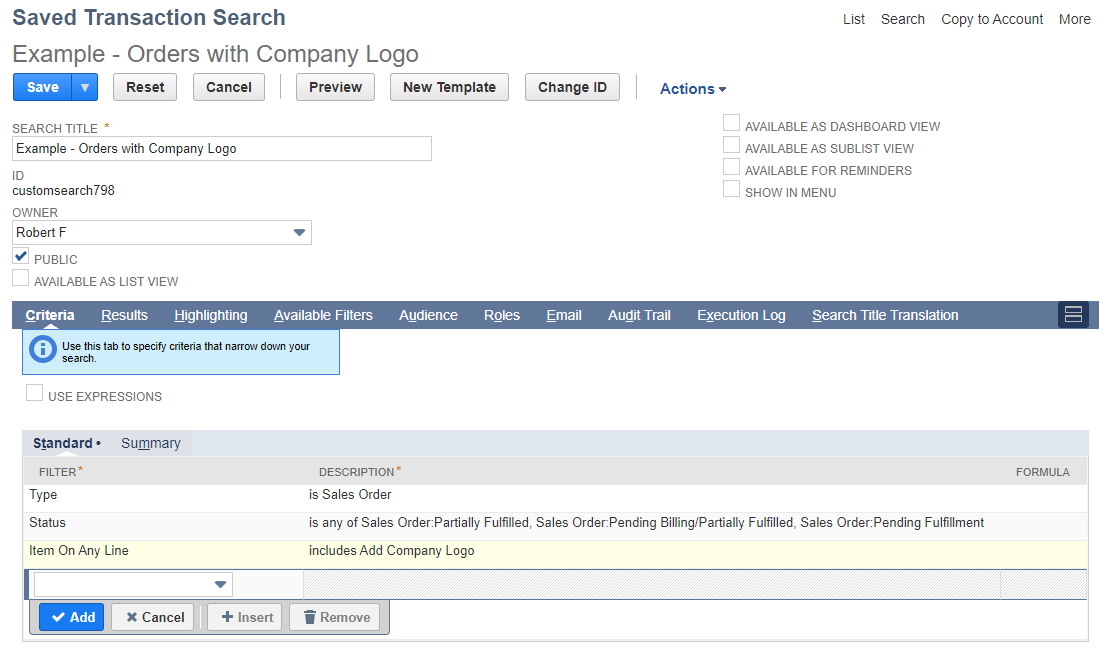 Saved Transaction Search
List Search Copy to Account More
Example - Orders with Company Logo
Save Reset Cancel Preview New Template Change ID Actions
SEARCH TITLE *
Example - Orders with Company Logo
ID
customsearch798
OWNER
Robert F
PUBLIC
AVAILABLE AS LIST VIEW
AVAILABLE AS DASHBOARD VIEW
AVAILABLE AS SUBLIST VIEW
AVAILABLE FOR REMINDERS
SHOW IN MENU
Criteria Results Highlighting Available Filters Audience Roles Email Audit Trail Execution Log Search Title Translation
Use this tab to specify criteria that narrow down your
search.
USE EXPRESSIONS
Standard • Summary
FILTER * DESCRIPTION * FORMULA
Type is Sales Order
Status is any of Sales Order:Partially Fulfilled, Sales Order:Pending Billing/Partially Fulfilled, Sales Order:Pending Fulfillment
Item On Any Line includes Add Company Logo
Add Cancel Insert Remove